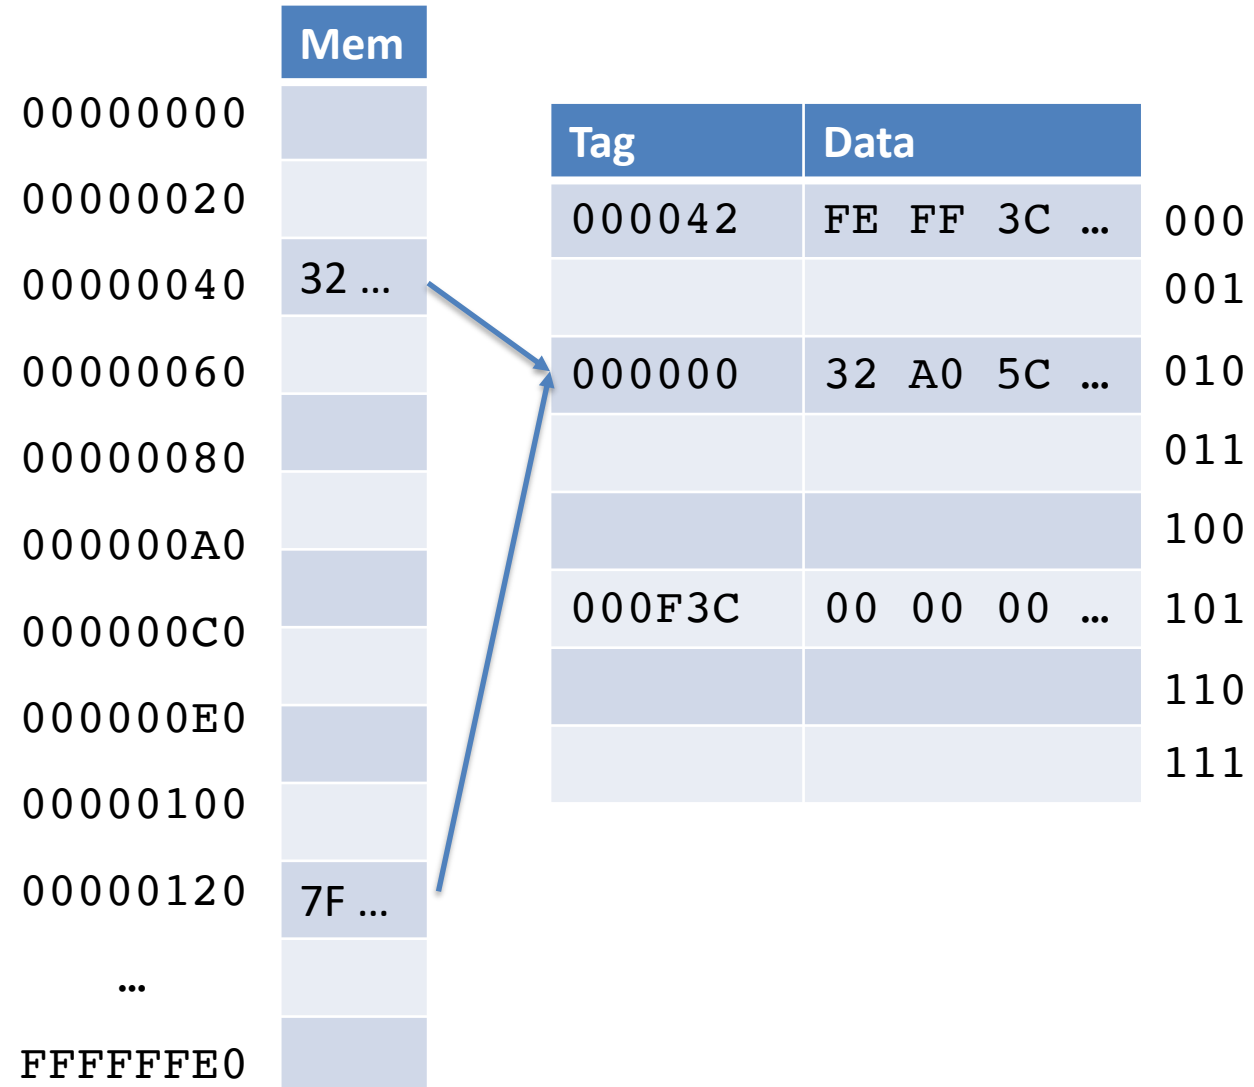 Mem
00000000
00000020
00000040 32 …
00000060
00000080
000000A0
000000C0
000000E0
00000100
00000120 7F …
…
FFFFFFE0
Tag Data
000042 FE FF 3C … 000
001
000000 32 A0 5C … 010
011
100
000F3C 00 00 00 … 101
110
111